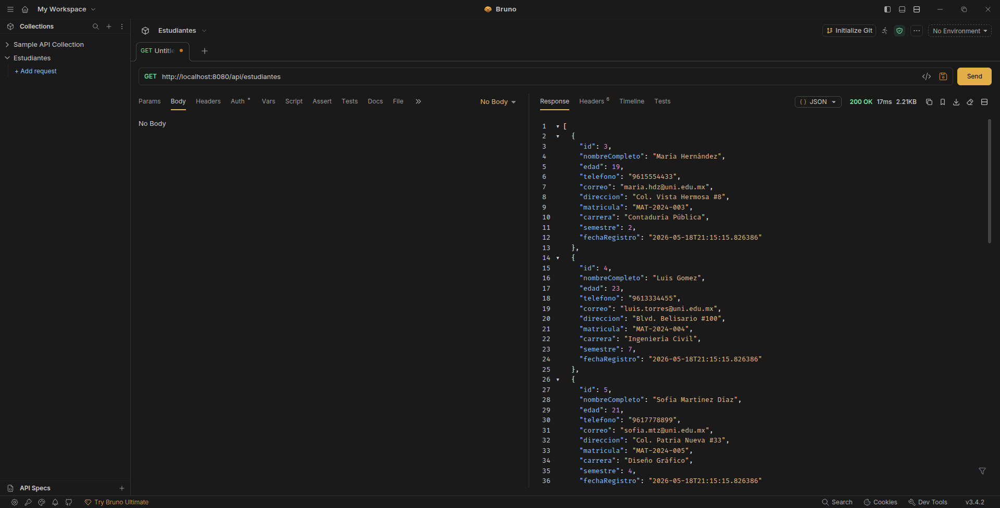 My Workspace
Bruno
Collections
Sample API Collection
Estudiantes
+ Add request
Estudiantes
Initialize Git
No Environment
GET Untitle
GET http://localhost:8080/api/estudiantes
Send
Params Body Headers Auth Vars Script Assert Tests Docs File
No Body
No Body
Response Headers 6 Timeline Tests
{ } JSON
200 OK 17ms 2.21KB
1 [
2 {
3 "id": 3,
4 "nombreCompleto": "María Hernández",
5 "edad": 19,
6 "telefono": "9615554433",
7 "correo": "maria.hdz@uni.edu.mx",
8 "direccion": "Col. Vista Hermosa #8",
9 "matricula": "MAT-2024-003",
10 "carrera": "Contaduría Pública",
11 "semestre": 2,
12 "fechaRegistro": "2026-05-18T21:15:15.826386"
13 },
14 {
15 "id": 4,
16 "nombreCompleto": "Luis Gomez",
17 "edad": 23,
18 "telefono": "9613334455",
19 "correo": "luis.torres@uni.edu.mx",
20 "direccion": "Blvd. Belisario #100",
21 "matricula": "MAT-2024-004",
22 "carrera": "Ingeniería Civil",
23 "semestre": 7,
24 "fechaRegistro": "2026-05-18T21:15:15.826386"
25 },
26 {
27 "id": 5,
28 "nombreCompleto": "Sofía Martínez Díaz",
29 "edad": 21,
30 "telefono": "9617778899",
31 "correo": "sofia.mtz@uni.edu.mx",
32 "direccion": "Col. Patria Nueva #33",
33 "matricula": "MAT-2024-005",
34 "carrera": "Diseño Gráfico",
35 "semestre": 4,
36 "fechaRegistro": "2026-05-18T21:15:15.826386"
API Specs
Try Bruno Ultimate
Search
Cookies
Dev Tools
v3.4.2